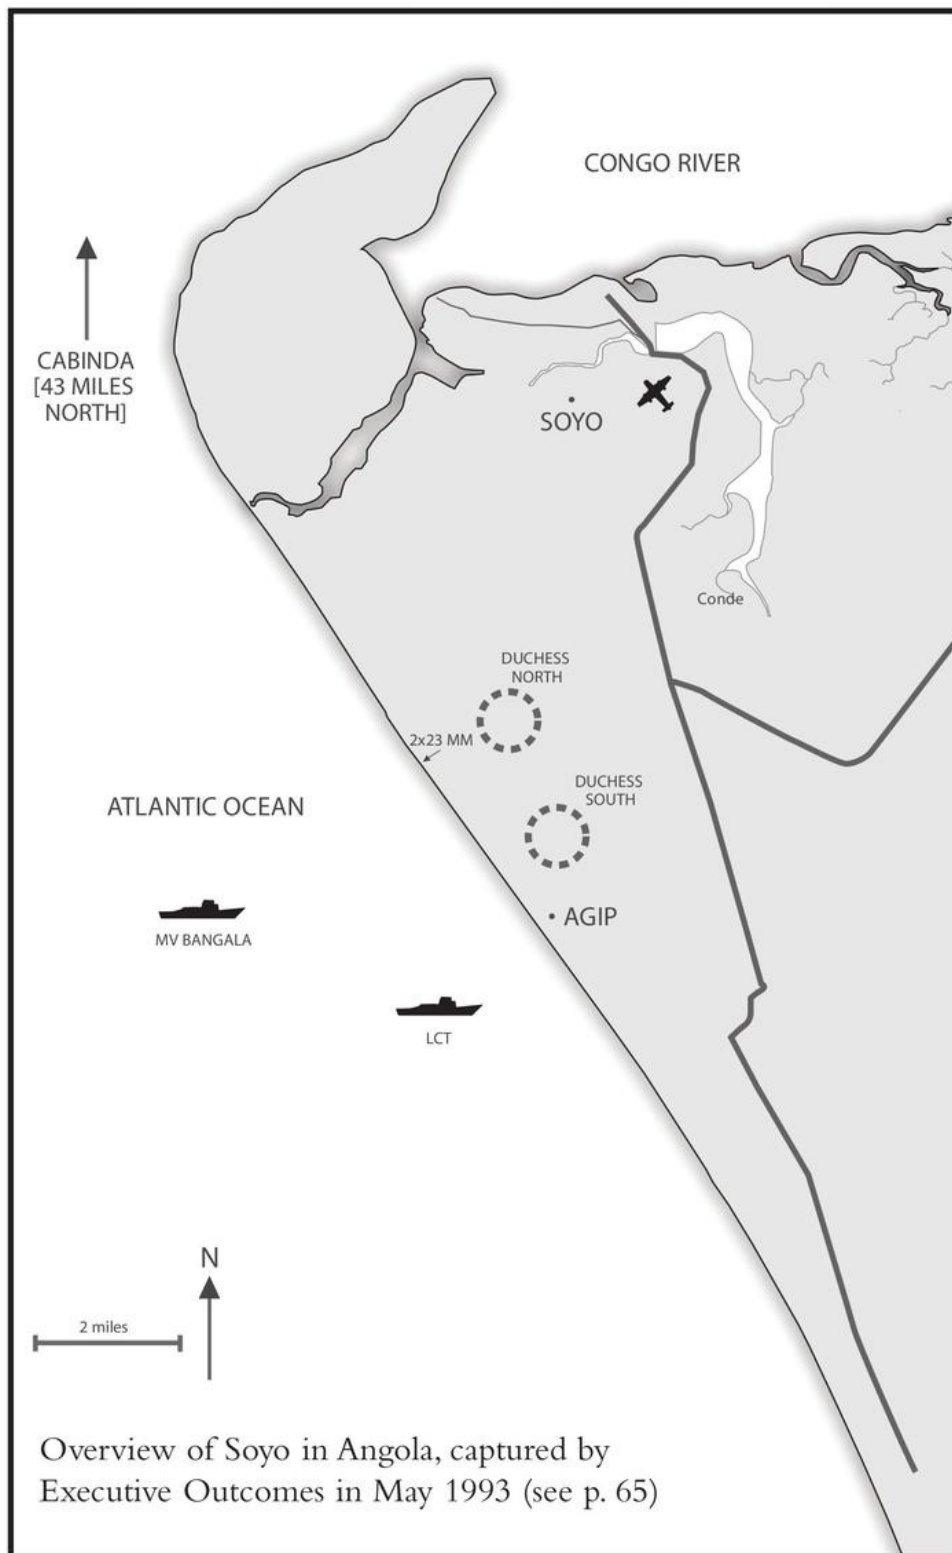 CONGO RIVER
CABINDA
[43 MILES
NORTH]
SOYO
Conde
DUCHESS
NORTH
2x23 MM
DUCHESS
SOUTH
ATLANTIC OCEAN
MV BANGALA
AGIP
LCT
N
2 miles
Overview of Soyo in Angola, captured by
Executive Outcomes in May 1993 (see p. 65)